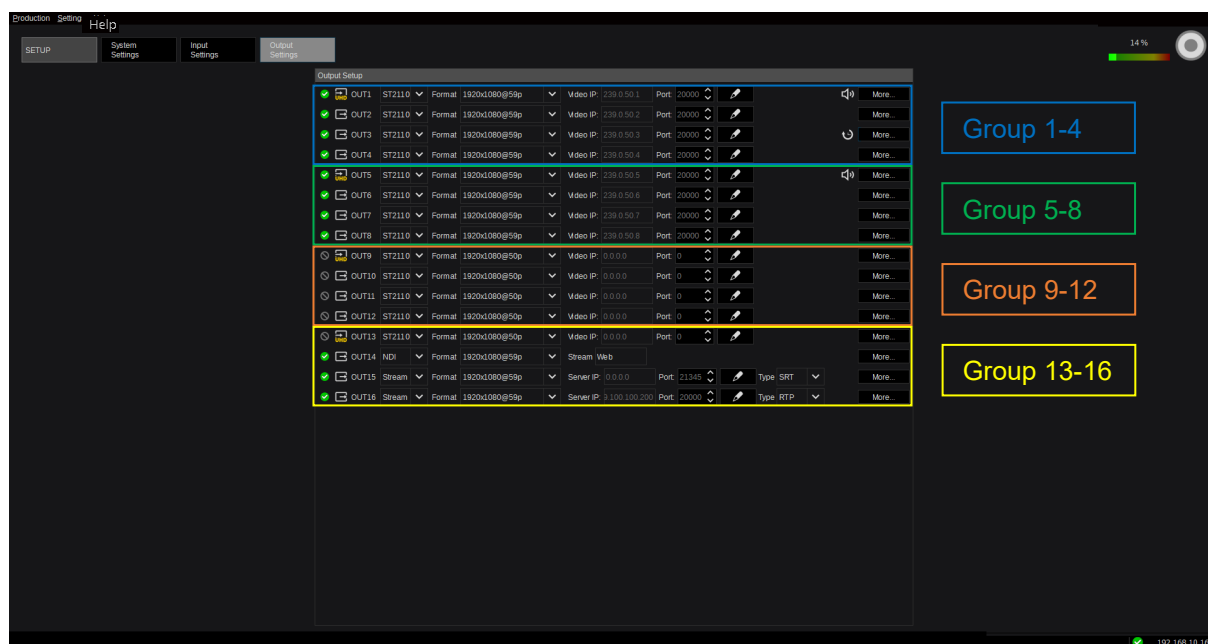 Production Setting
Help
SETUP System Settings Input Settings Output Settings 14%
Output Setup
OUT1 ST2110 Format 1920x1080@59p Video IP: 239.0.50.1 Port: 20000 More...
OUT2 ST2110 Format 1920x1080@59p Video IP: 239.0.50.2 Port: 20000 More...
OUT3 ST2110 Format 1920x1080@59p Video IP: 239.0.50.3 Port: 20000 More...
OUT4 ST2110 Format 1920x1080@59p Video IP: 239.0.50.4 Port: 20000 More...
Group 1-4
OUT5 ST2110 Format 1920x1080@59p Video IP: 239.0.50.5 Port: 20000 More...
OUT6 ST2110 Format 1920x1080@59p Video IP: 239.0.50.6 Port: 20000 More...
OUT7 ST2110 Format 1920x1080@59p Video IP: 239.0.50.7 Port: 20000 More...
OUT8 ST2110 Format 1920x1080@59p Video IP: 239.0.50.8 Port: 20000 More...
Group 5-8
OUT9 ST2110 Format 1920x1080@50p Video IP: 0.0.0.0 Port: 0 More...
OUT10 ST2110 Format 1920x1080@50p Video IP: 0.0.0.0 Port: 0 More...
OUT11 ST2110 Format 1920x1080@50p Video IP: 0.0.0.0 Port: 0 More...
OUT12 ST2110 Format 1920x1080@50p Video IP: 0.0.0.0 Port: 0 More...
Group 9-12
OUT13 ST2110 Format 1920x1080@50p Video IP: 0.0.0.0 Port: 0 More...
OUT14 NDI Format 1920x1080@59p Stream Web More...
OUT15 Stream Format 1920x1080@59p Server IP: 0.0.0.0 Port: 21345 Type SRT More...
OUT16 Stream Format 1920x1080@59p Server IP: 9.100.100.200 Port: 20000 Type RTP More...
Group 13-16
UHD
UHD
UHD
UHD
192.168.10.16